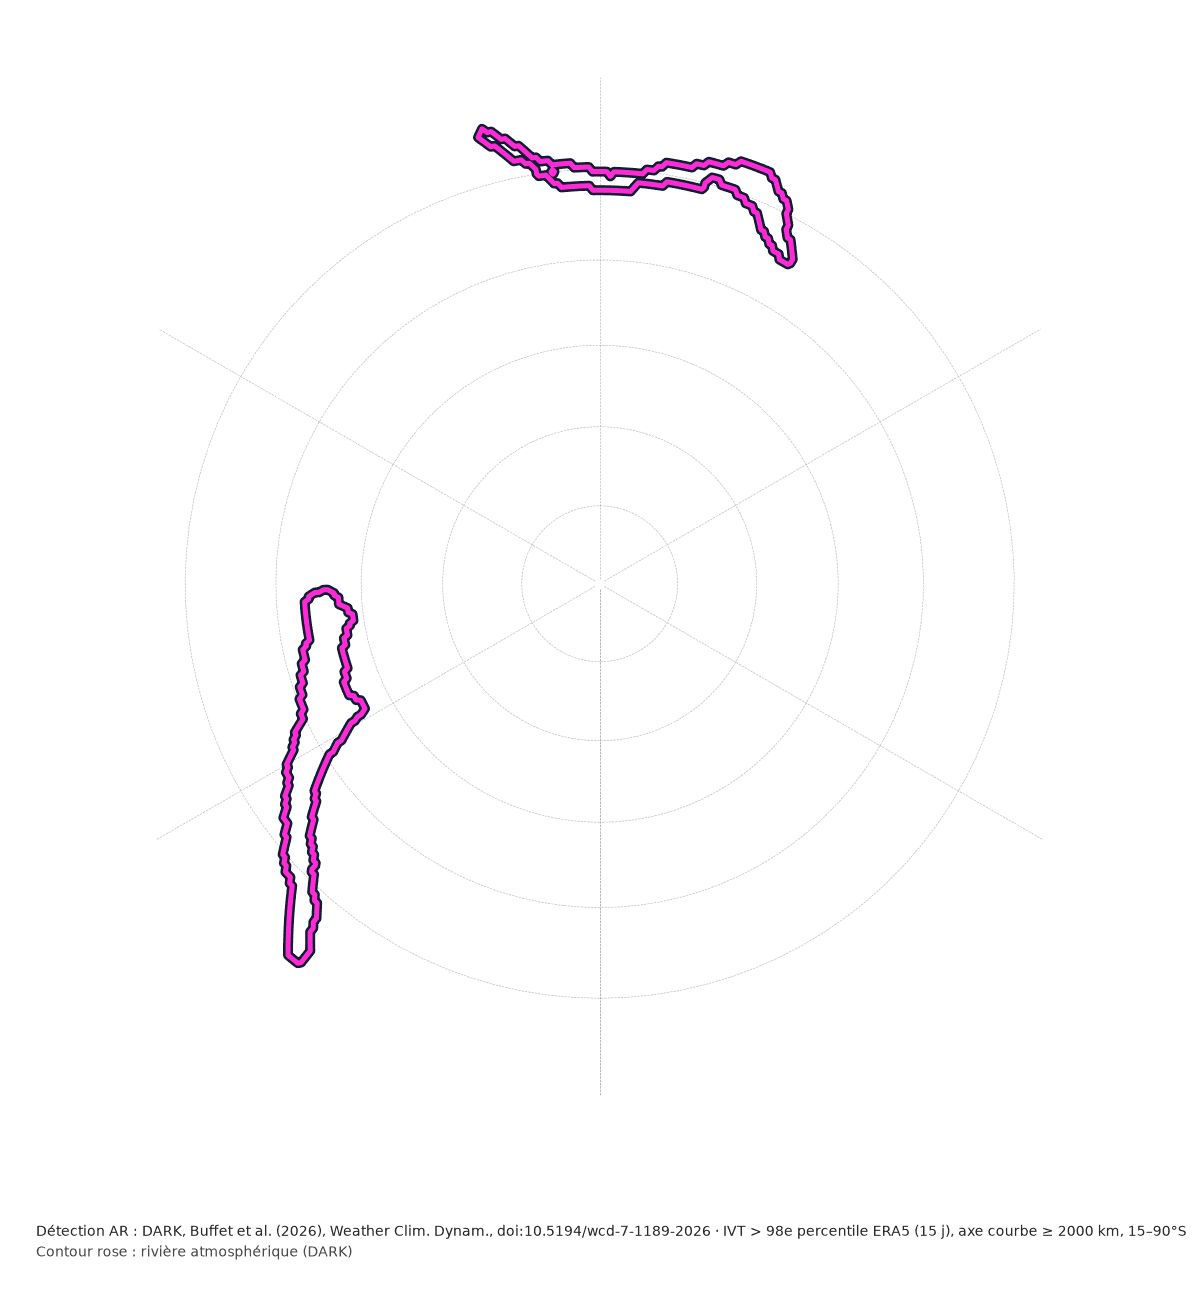 Détection AR : DARK, Buffet et al. (2026), Weather Clim. Dynam., doi:10.5194/wcd-7-1189-2026 · IVT > 98e percentile ERA5 (15 j), axe courbe ≥ 2000 km, 15–90°S
Contour rose : rivière atmosphérique (DARK)